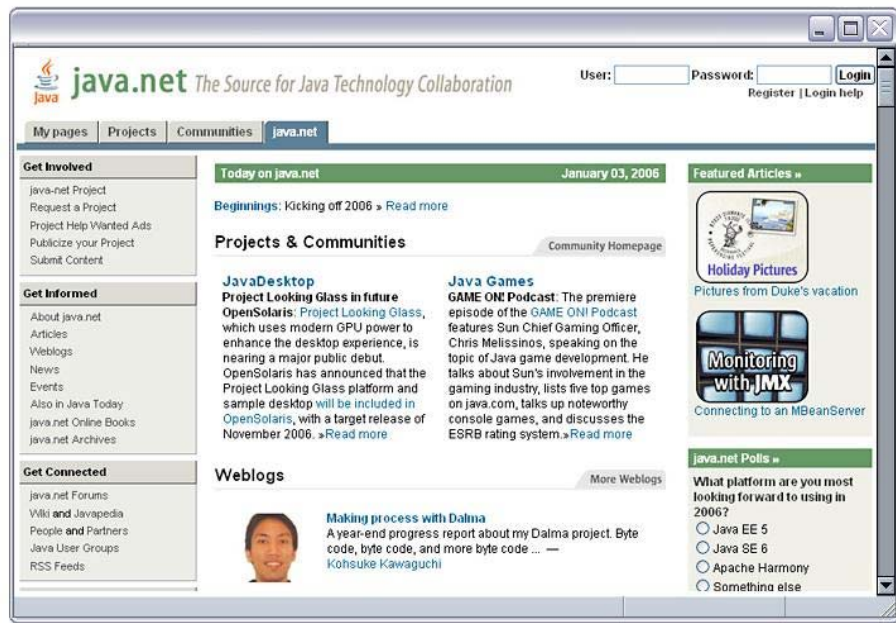 Java
java.net The Source for Java Technology Collaboration
User: Password: Login
Register | Login help
My pages Projects Communities java.net
Get Involved
java-net Project
Request a Project
Project Help Wanted Ads
Publicize your Project
Submit Content
Get Informed
About java.net
Articles
Weblogs
News
Events
Also in Java Today
java.net Online Books
java.net Archives
Get Connected
java.net Forums
Wiki and Javapedia
People and Partners
Java User Groups
RSS Feeds
Today on java.net January 03, 2006
Beginnings: Kicking off 2006 » Read more
Projects & Communities Community Homepage
JavaDesktop
Project Looking Glass in future
OpenSolaris: Project Looking Glass,
which uses modern GPU power to
enhance the desktop experience, is
nearing a major public debut.
OpenSolaris has announced that the
Project Looking Glass platform and
sample desktop will be included in
OpenSolaris, with a target release of
November 2006. »Read more
Java Games
GAME ON! Podcast: The premiere
episode of the GAME ON! Podcast
features Sun Chief Gaming Officer,
Chris Melissinos, speaking on the
topic of Java game development. He
talks about Sun's involvement in the
gaming industry, lists five top games
on java.com, talks up noteworthy
console games, and discusses the
ESRB rating system.»Read more
Weblogs More Weblogs
Making process with Dalma
A year-end progress report about my Dalma project. Byte
code, byte code, and more byte code ... —
Kohsuke Kawaguchi
Featured Articles »
Holiday Pictures
Pictures from Duke's vacation
Monitoring
with JMX
Connecting to an MBeanServer
java.net Polls »
What platform are you most
looking forward to using in
2006?
Java EE 5
Java SE 6
Apache Harmony
Something else